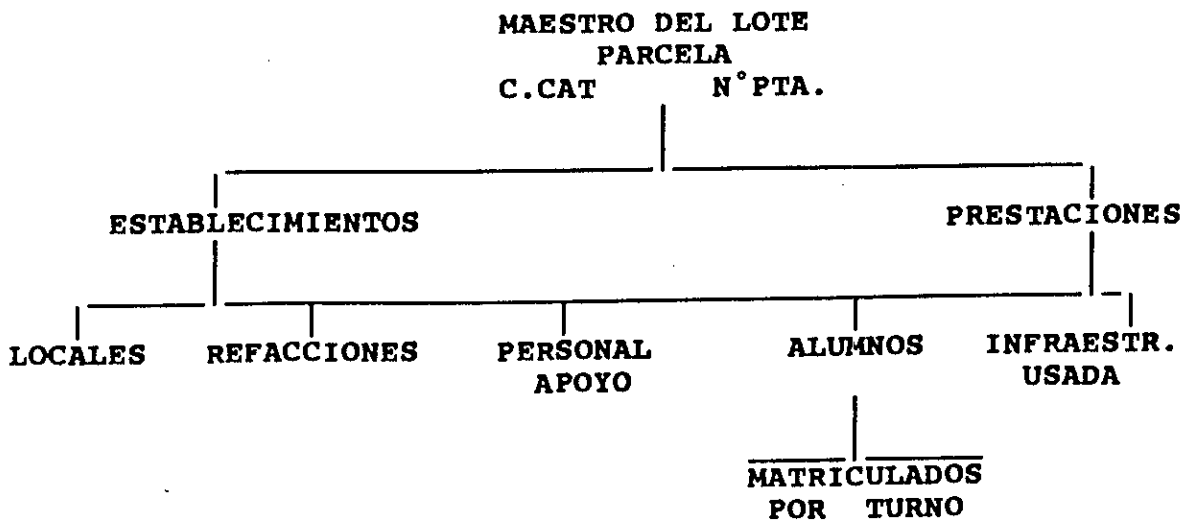 MAESTRO DEL LOTE
PARCELA
C.CAT N°PTA.
ESTABLECIMIENTOS PRESTACIONES
LOCALES REFACCIONES PERSONAL APOYO ALUMNOS INFRAESTR. USADA
MATRICULADOS
POR TURNO